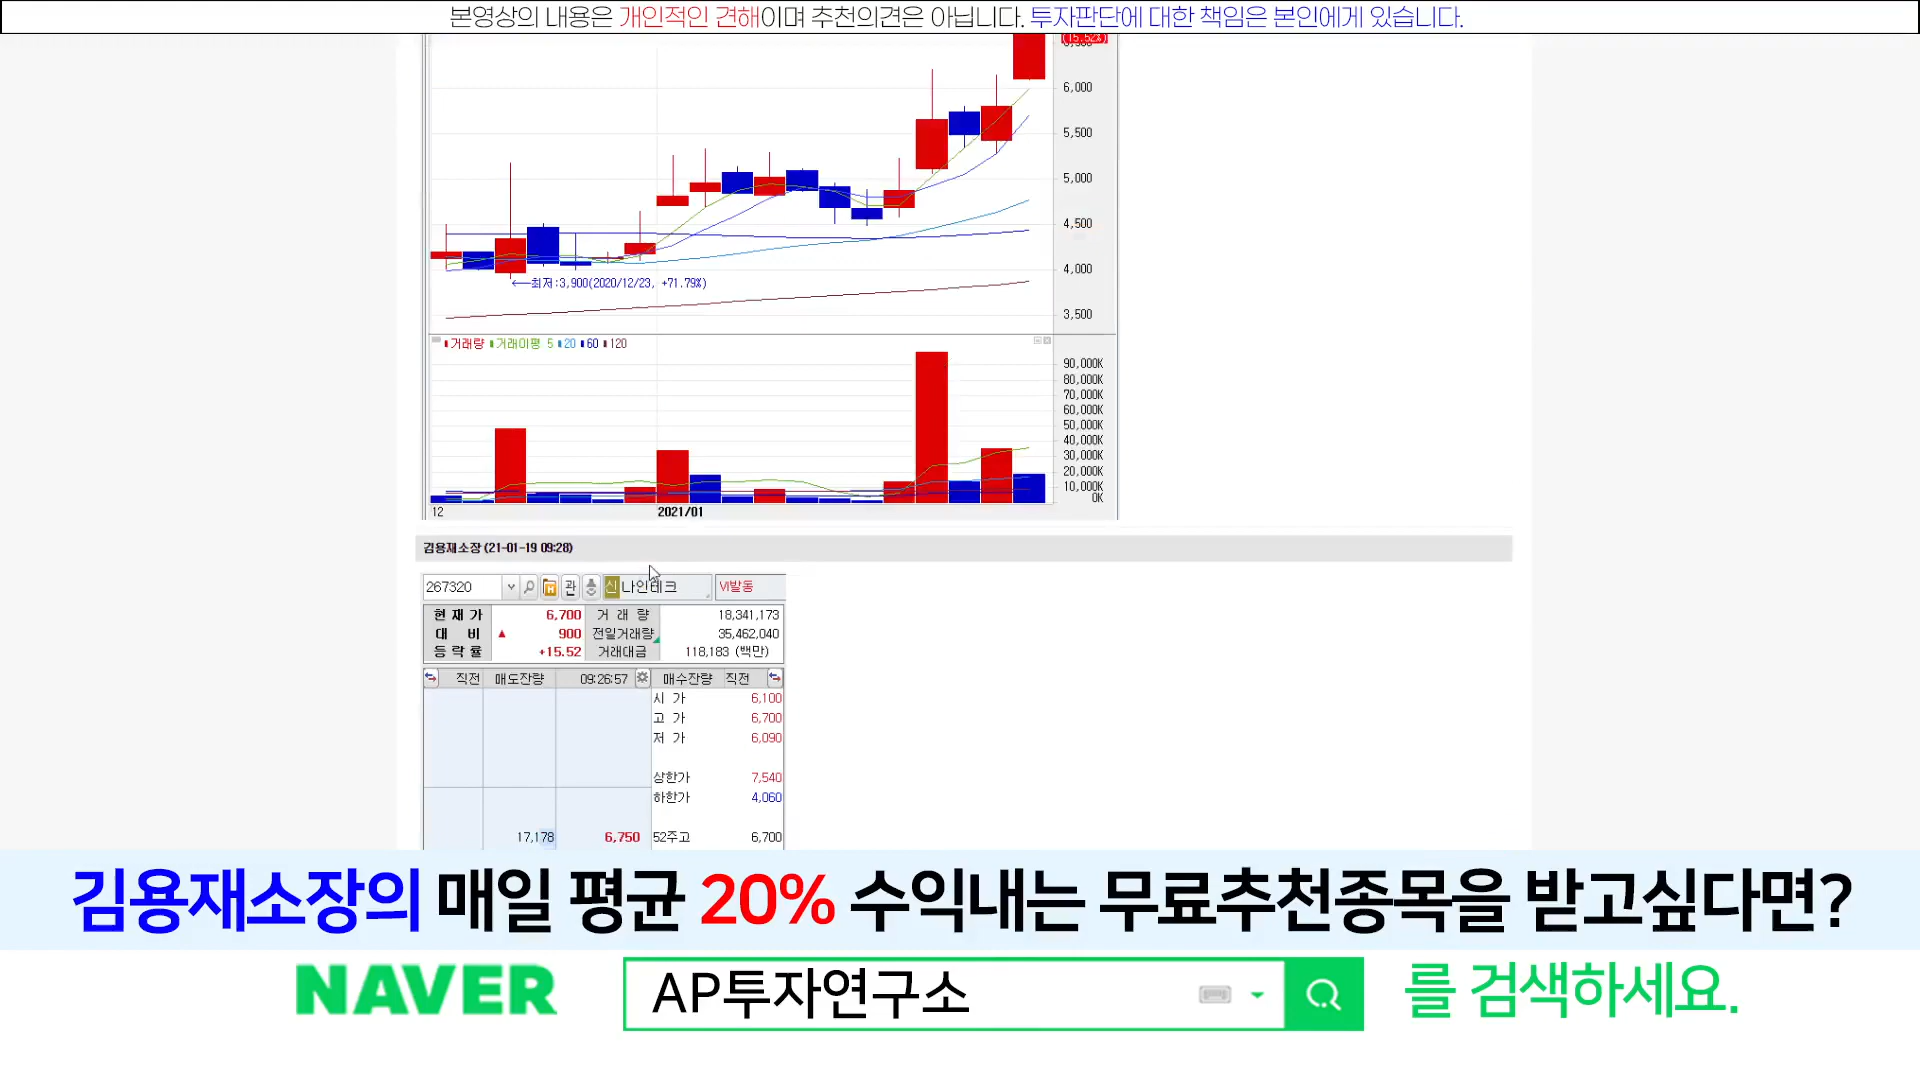 본영상의 내용은 개인적인 견해이며 추천의견은 아닙니다. 투자판단에 대한 책임은 본인에게 있습니다.
(15.52%)
6,000
5,500
5,000
4,500
4,000
3,500
←최저:3,900(2020/12/23, +71.79%)
거래량 거래이평 5 20 60 120
90,000K
80,000K
70,000K
60,000K
50,000K
40,000K
30,000K
20,000K
10,000K
0K
12 2021/01
김용재소장 (21-01-19 09:28)
267320 관 신 나인테크 VI발동
현재가 6,700 거래량 18,341,173
대비 ▲ 900 전일거래량 35,462,040
등락률 +15.52 거래대금 118,183 (백만)
직전 매도잔량 09:26:57 매수잔량 직전
시가 6,100
고가 6,700
저가 6,090
상한가 7,540
하한가 4,060
17,178 6,750 52주고 6,700
김용재소장의 매일 평균 20% 수익내는 무료추천종목을 받고싶다면?
NAVER AP투자연구소 를 검색하세요.